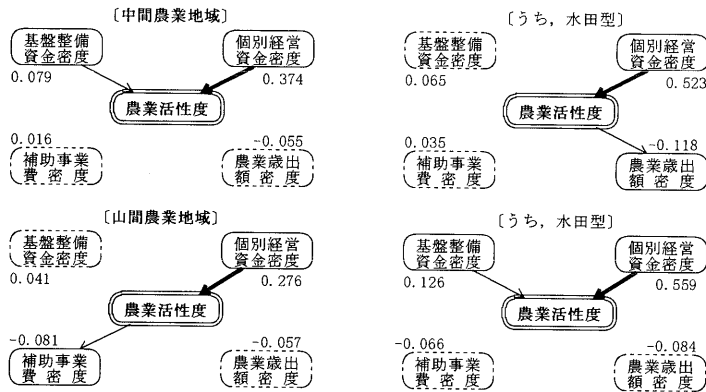 〔中間農業地域〕
基盤整備
資金密度
0.079
個別経営
資金密度
0.374
農業活性度
0.016
補助事業
費 密 度
-0.055
農業歳出
額 密 度
〔うち，水田型〕
基盤整備
資金密度
0.065
個別経営
資金密度
0.523
農業活性度
0.035
補助事業
費 密 度
-0.118
農業歳出
額 密 度
〔山間農業地域〕
基盤整備
資金密度
0.041
個別経営
資金密度
0.276
農業活性度
-0.081
補助事業
費 密 度
-0.057
農業歳出
額 密 度
〔うち，水田型〕
基盤整備
資金密度
0.126
個別経営
資金密度
0.559
農業活性度
-0.066
補助事業
費 密 度
-0.084
農業歳出
額 密 度